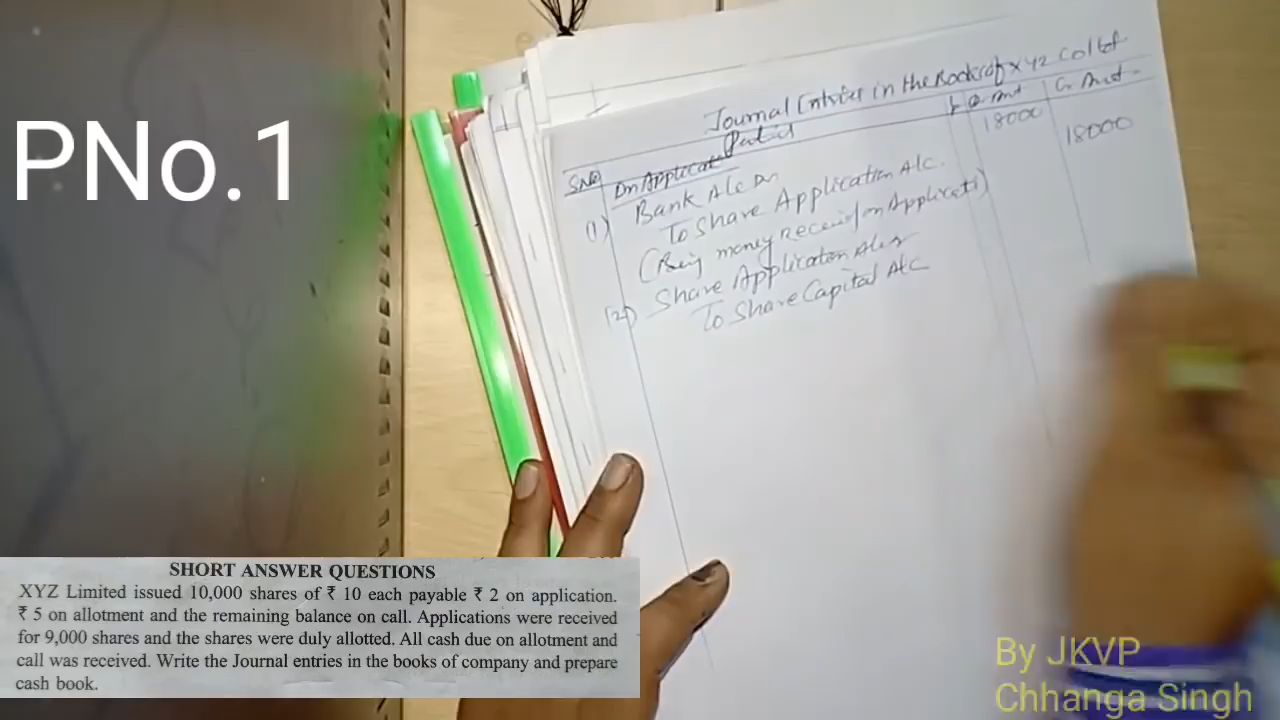 PNo.1
Journal Entries in the Books of XYZ Co Ltd
SNo Particul Dr. Amt Cr. Amt
On Applicat
(1) Bank A/c Dr 18000
To Share Application A/c. 18000
(Being money received on Applicati)
(2) Share Application A/c Dr
To Share Capital A/c
SHORT ANSWER QUESTIONS
XYZ Limited issued 10,000 shares of ₹ 10 each payable ₹ 2 on application.
₹ 5 on allotment and the remaining balance on call. Applications were received
for 9,000 shares and the shares were duly allotted. All cash due on allotment and
call was received. Write the Journal entries in the books of company and prepare
cash book.
By JKVP
Chhanga Singh